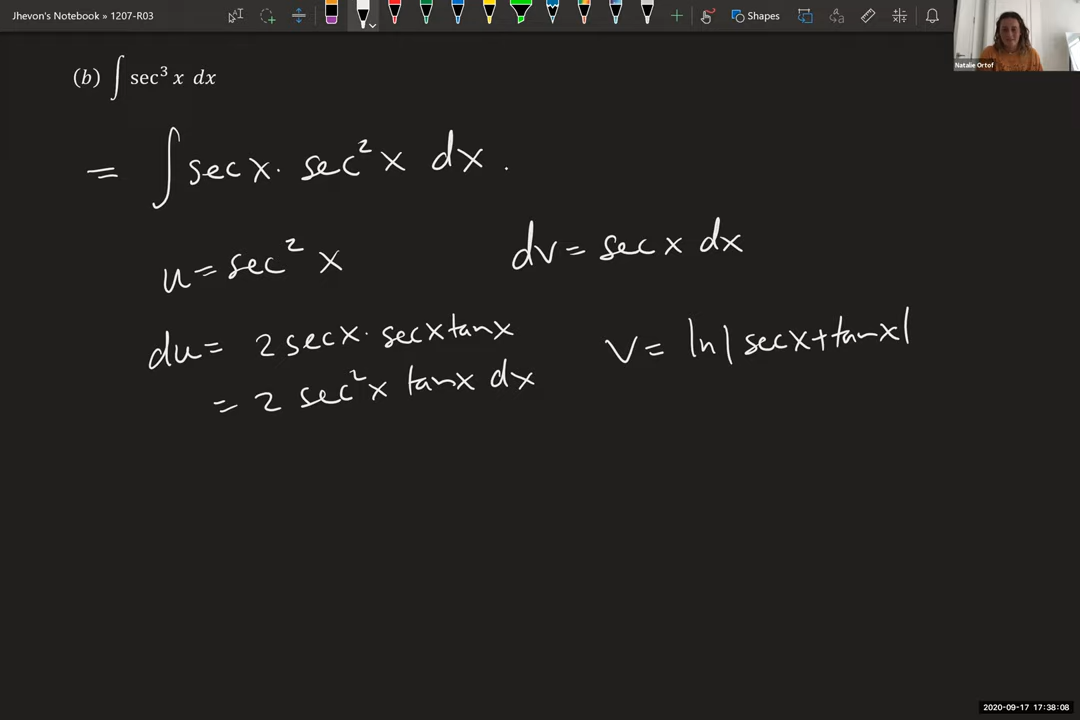 Jhevon's Notebook » 1207-R03
Shapes
Natalie Ortof
(b) ∫ sec³ x dx
= ∫ sec x · sec² x dx .
u = sec² x
dv = sec x dx
du = 2 sec x · sec x tan x
= 2 sec² x tan x dx
v = ln | sec x + tan x |
2020-09-17 17:38:08